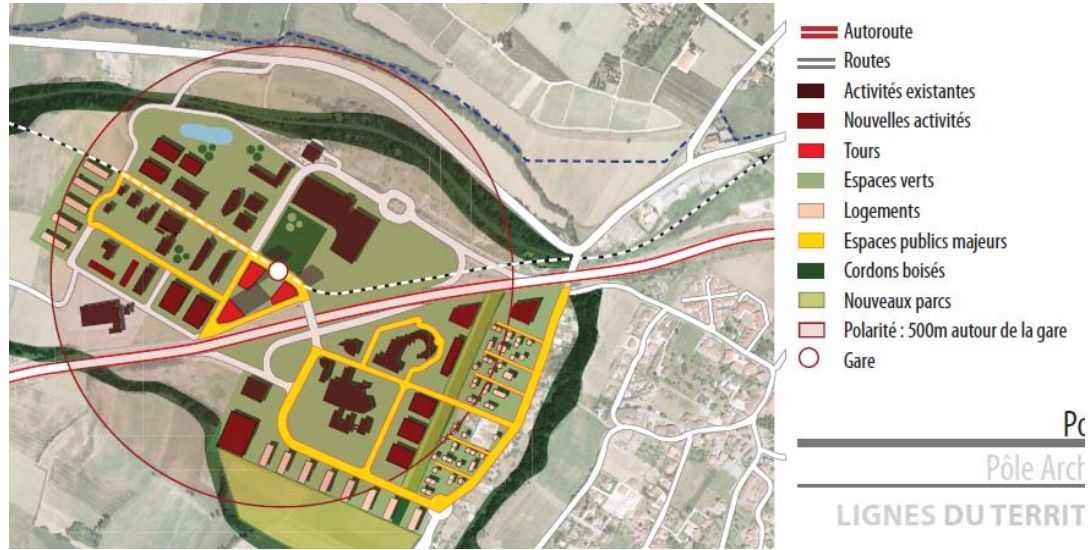 Autoroute
Routes
Activités existantes
Nouvelles activités
Tours
Espaces verts
Logements
Espaces publics majeurs
Cordons boisés
Nouveaux parcs
Polarité : 500m autour de la gare
Gare
Po
Pôle Arch
LIGNES DU TERRIT